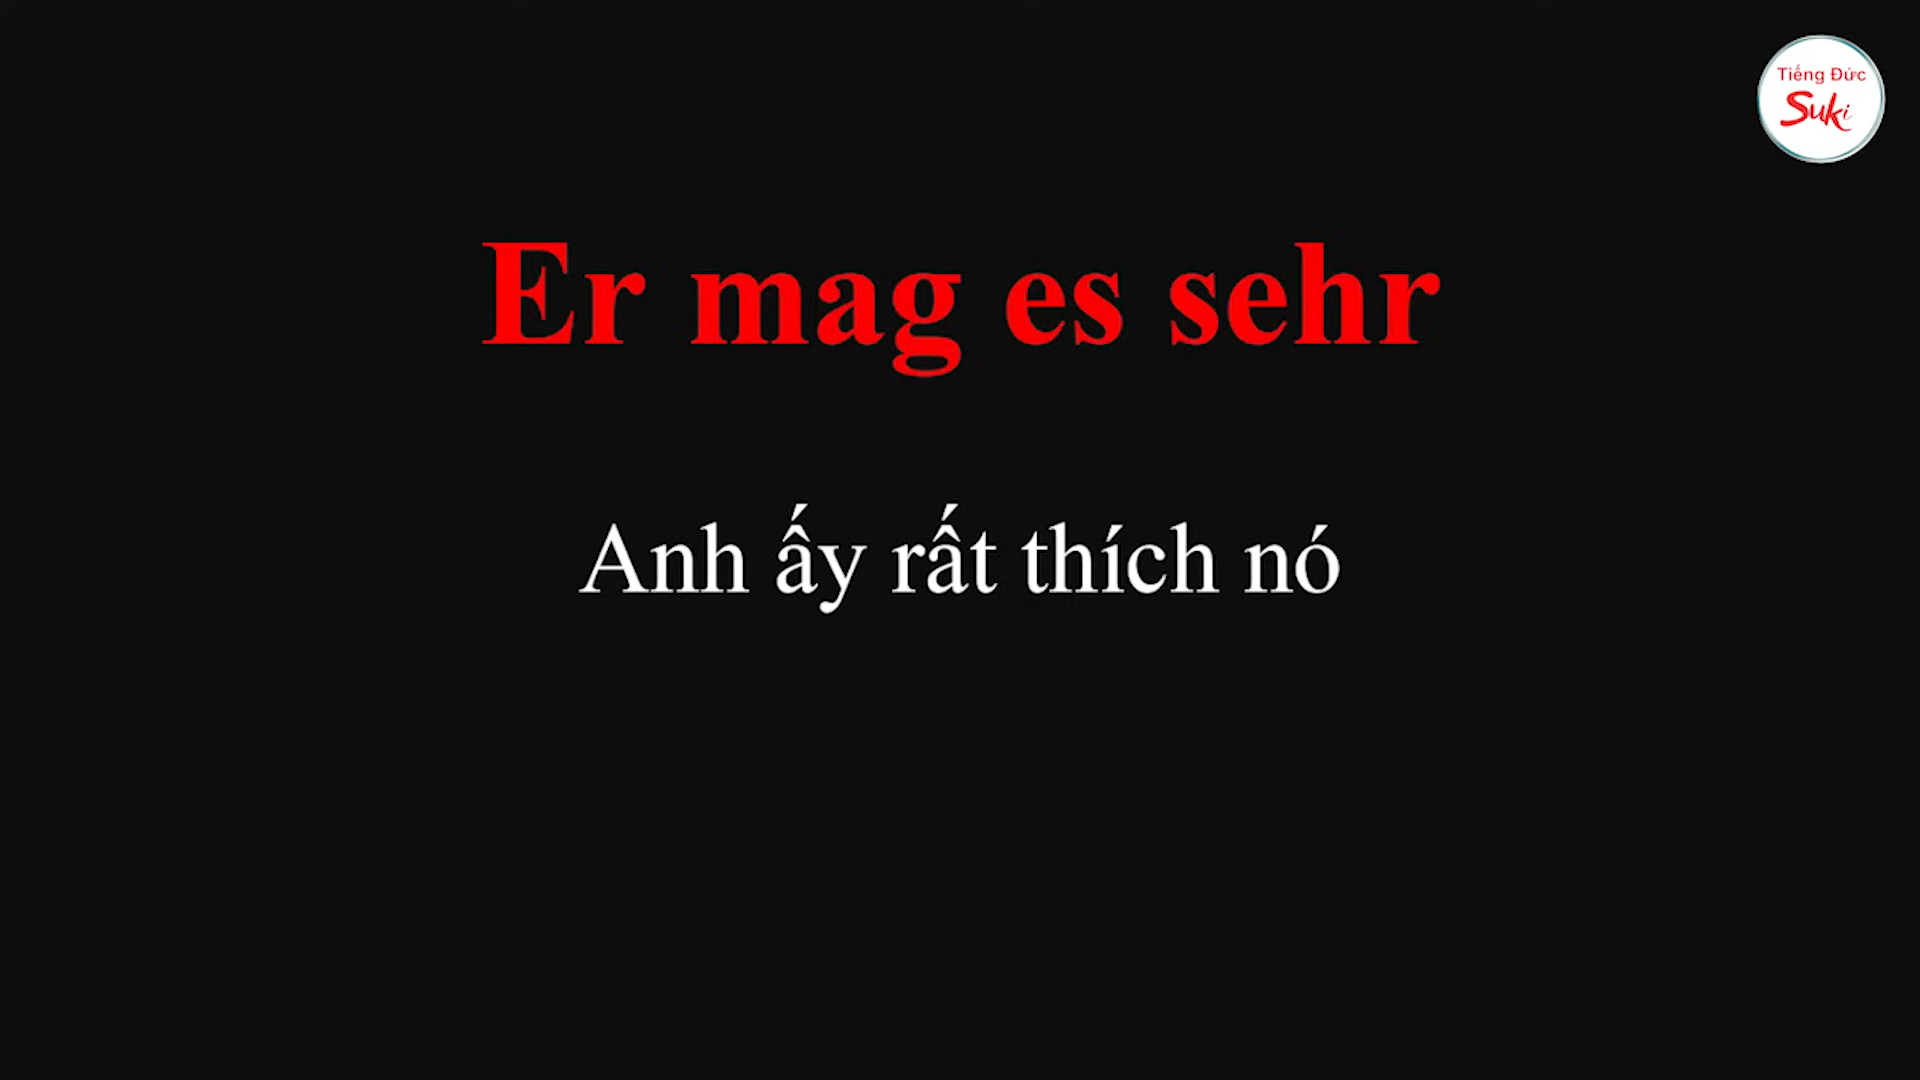 Tiếng Đức
Suki
Er mag es sehr
Anh ấy rất thích nó